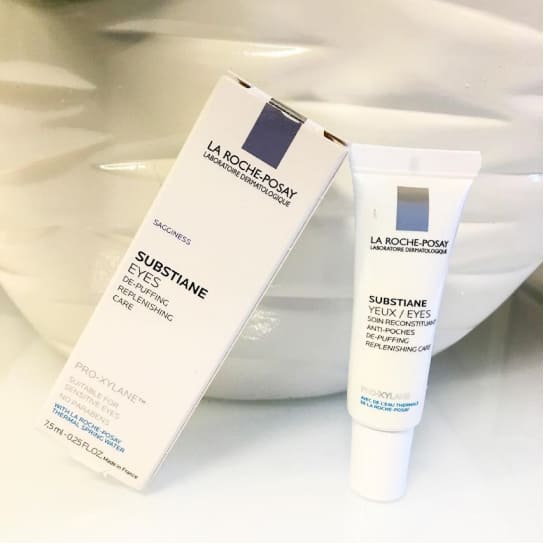 LA ROCHE-POSAY
LABORATOIRE DERMATOLOGIQUE
SAGGINESS
SUBSTIANE
EYES
DE-PUFFING
REPLENISHING
CARE
PRO-XYLANE™
SUITABLE FOR
SENSITIVE EYES
NO PARABENS
WITH LA ROCHE-POSAY
THERMAL SPRING WATER
7,5 ml - 0.25 FL.OZ. Made in France
LA ROCHE-POSAY
LABORATOIRE DERMATOLOGIQUE
SUBSTIANE
YEUX / EYES
SOIN RECONSTITUANT
ANTI-POCHES
DE-PUFFING
REPLENISHING CARE
PRO-XYLANE
AVEC DE L'EAU THERMALE
DE LA ROCHE-POSAY